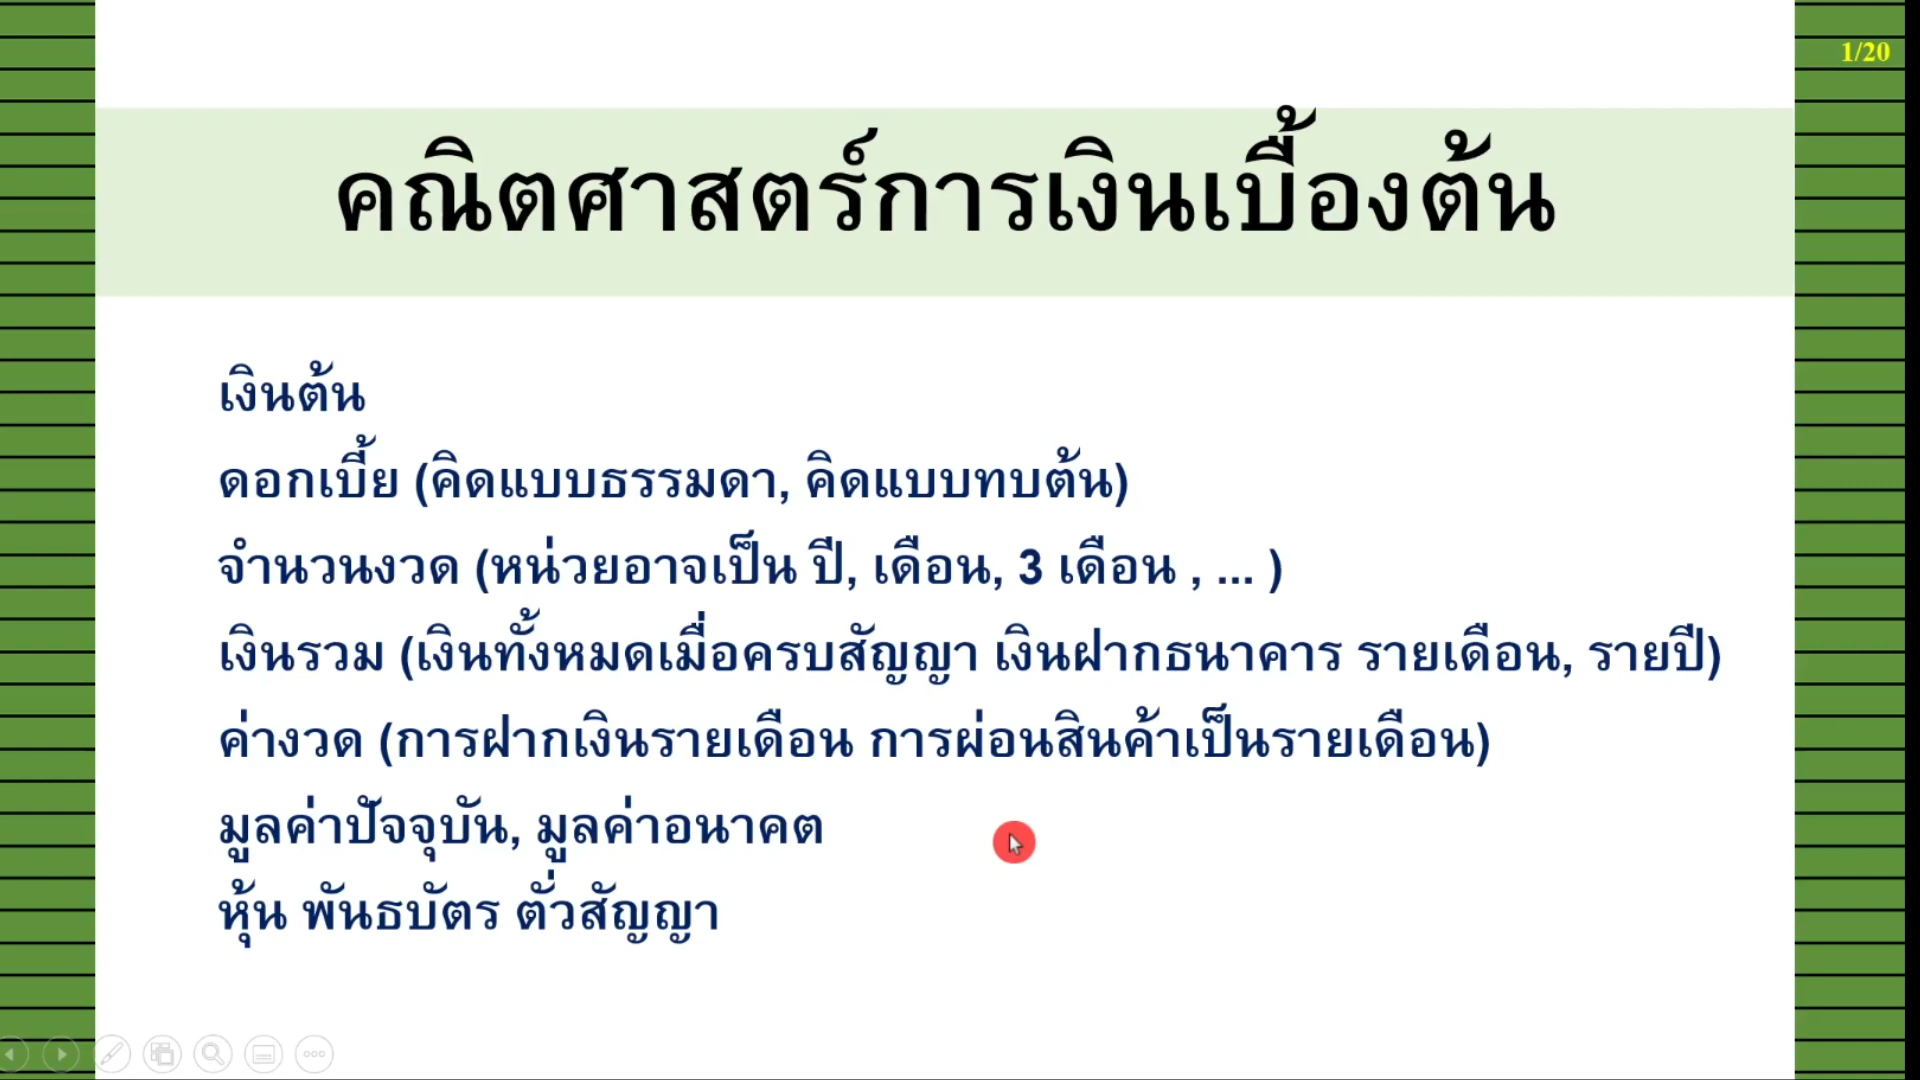 1/20
คณิตศาสตร์การเงินเบื้องต้น
เงินต้น
ดอกเบี้ย (คิดแบบธรรมดา, คิดแบบทบต้น)
จำนวนงวด (หน่วยอาจเป็น ปี, เดือน, 3 เดือน , ... )
เงินรวม (เงินทั้งหมดเมื่อครบสัญญา เงินฝากธนาคาร รายเดือน, รายปี)
ค่างวด (การฝากเงินรายเดือน การผ่อนสินค้าเป็นรายเดือน)
มูลค่าปัจจุบัน, มูลค่าอนาคต
หุ้น พันธบัตร ตั่วสัญญา